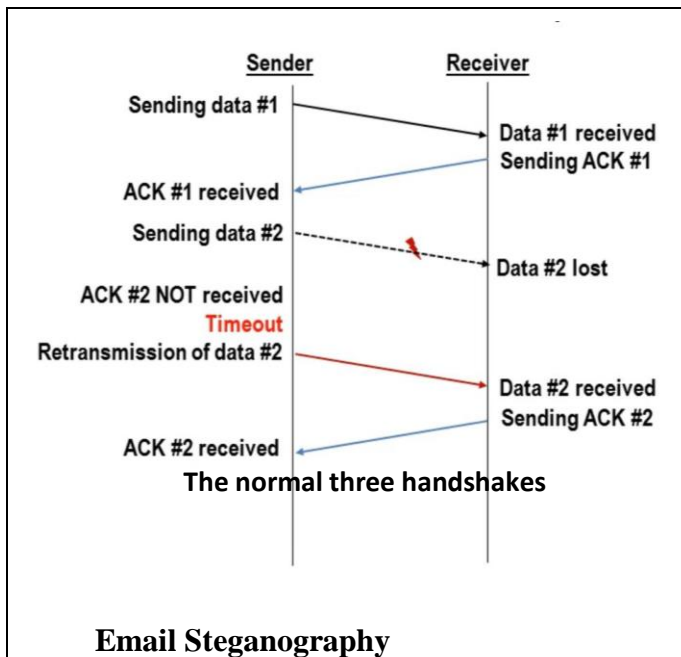 Sender Receiver
Sending data #1
Data #1 received
Sending ACK #1
ACK #1 received
Sending data #2
Data #2 lost
ACK #2 NOT received
Timeout
Retransmission of data #2
Data #2 received
Sending ACK #2
ACK #2 received
The normal three handshakes
Email Steganography